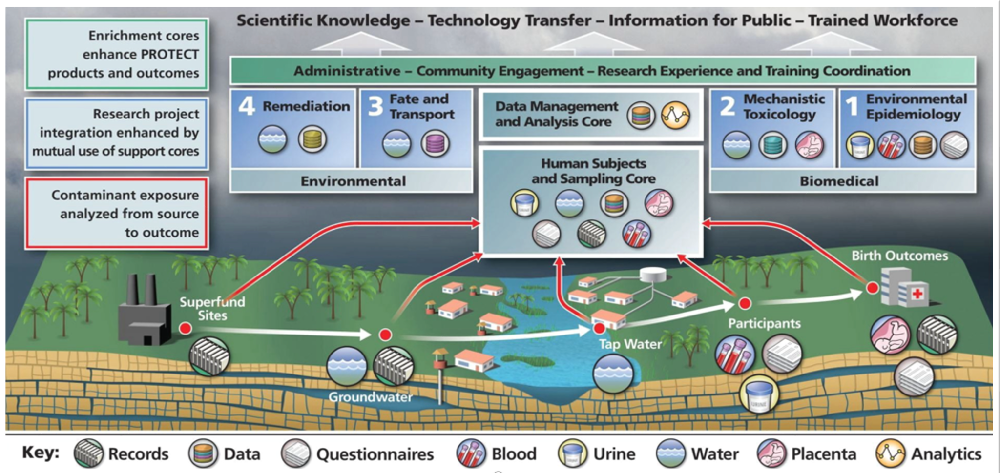 Scientific Knowledge – Technology Transfer – Information for Public – Trained Workforce
Enrichment cores
enhance PROTECT
products and outcomes
Research project
integration enhanced by
mutual use of support cores
Contaminant exposure
analyzed from source
to outcome
Administrative – Community Engagement – Research Experience and Training Coordination
4 Remediation
3 Fate and
Transport
Environmental
Data Management
and Analysis Core
Human Subjects
and Sampling Core
URINE
2 Mechanistic
Toxicology
1 Environmental
Epidemiology
URINE
Biomedical
Superfund
Sites
Groundwater
Tap Water
Participants
URINE
Birth Outcomes
Key: Records Data Questionnaires Blood URINE Urine Water Placenta Analytics